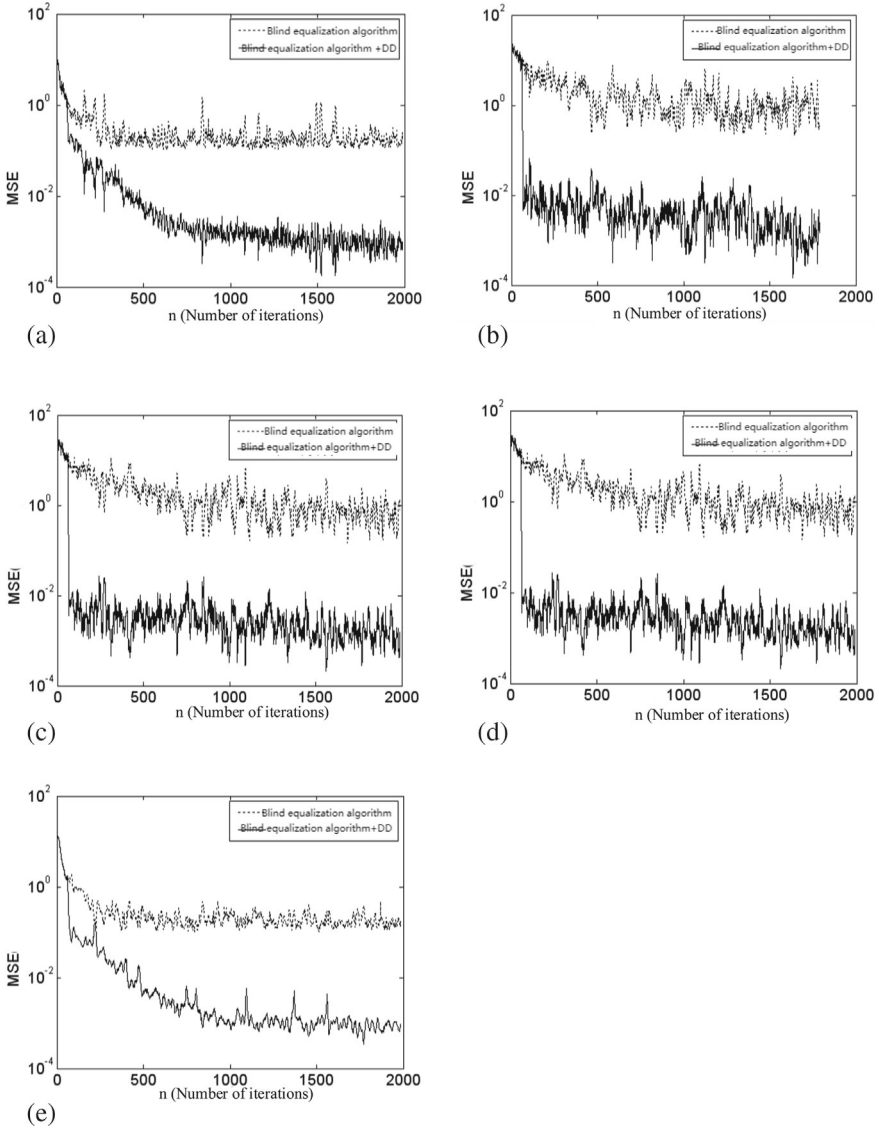 10^2
Blind equalization algorithm
Blind equalization algorithm +DD
10^0
MSE
10^-2
10^-4
0 500 1000 1500 2000
n (Number of iterations)
(a)
10^2
Blind equalization algorithm
Blind equalization algorithm+DD
10^0
MSE
10^-2
10^-4
0 500 1000 1500 2000
n (Number of iterations)
(b)
10^2
Blind equalization algorithm
Blind equalization algorithm+DD
10^0
MSE(
10^-2
10^-4
0 500 1000 1500 2000
n (Number of iterations)
(c)
10^2
Blind equalization algorithm
Blind equalization algorithm+DD
10^0
MSE(
10^-2
10^-4
0 500 1000 1500 2000
n (Number of iterations)
(d)
10^2
Blind equalization algorithm
Blind equalization algorithm+DD
10^0
MSE(
10^-2
10^-4
0 500 1000 1500 2000
n (Number of iterations)
(e)